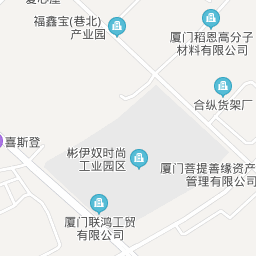 福鑫宝(巷北)
产业园
厦门稻恩高分子
材料有限公司
合纵货架厂
喜斯登
彬伊奴时尚
工业园区
厦门菩提善缘资产
管理有限公司
厦门联鸿工贸
有限公司